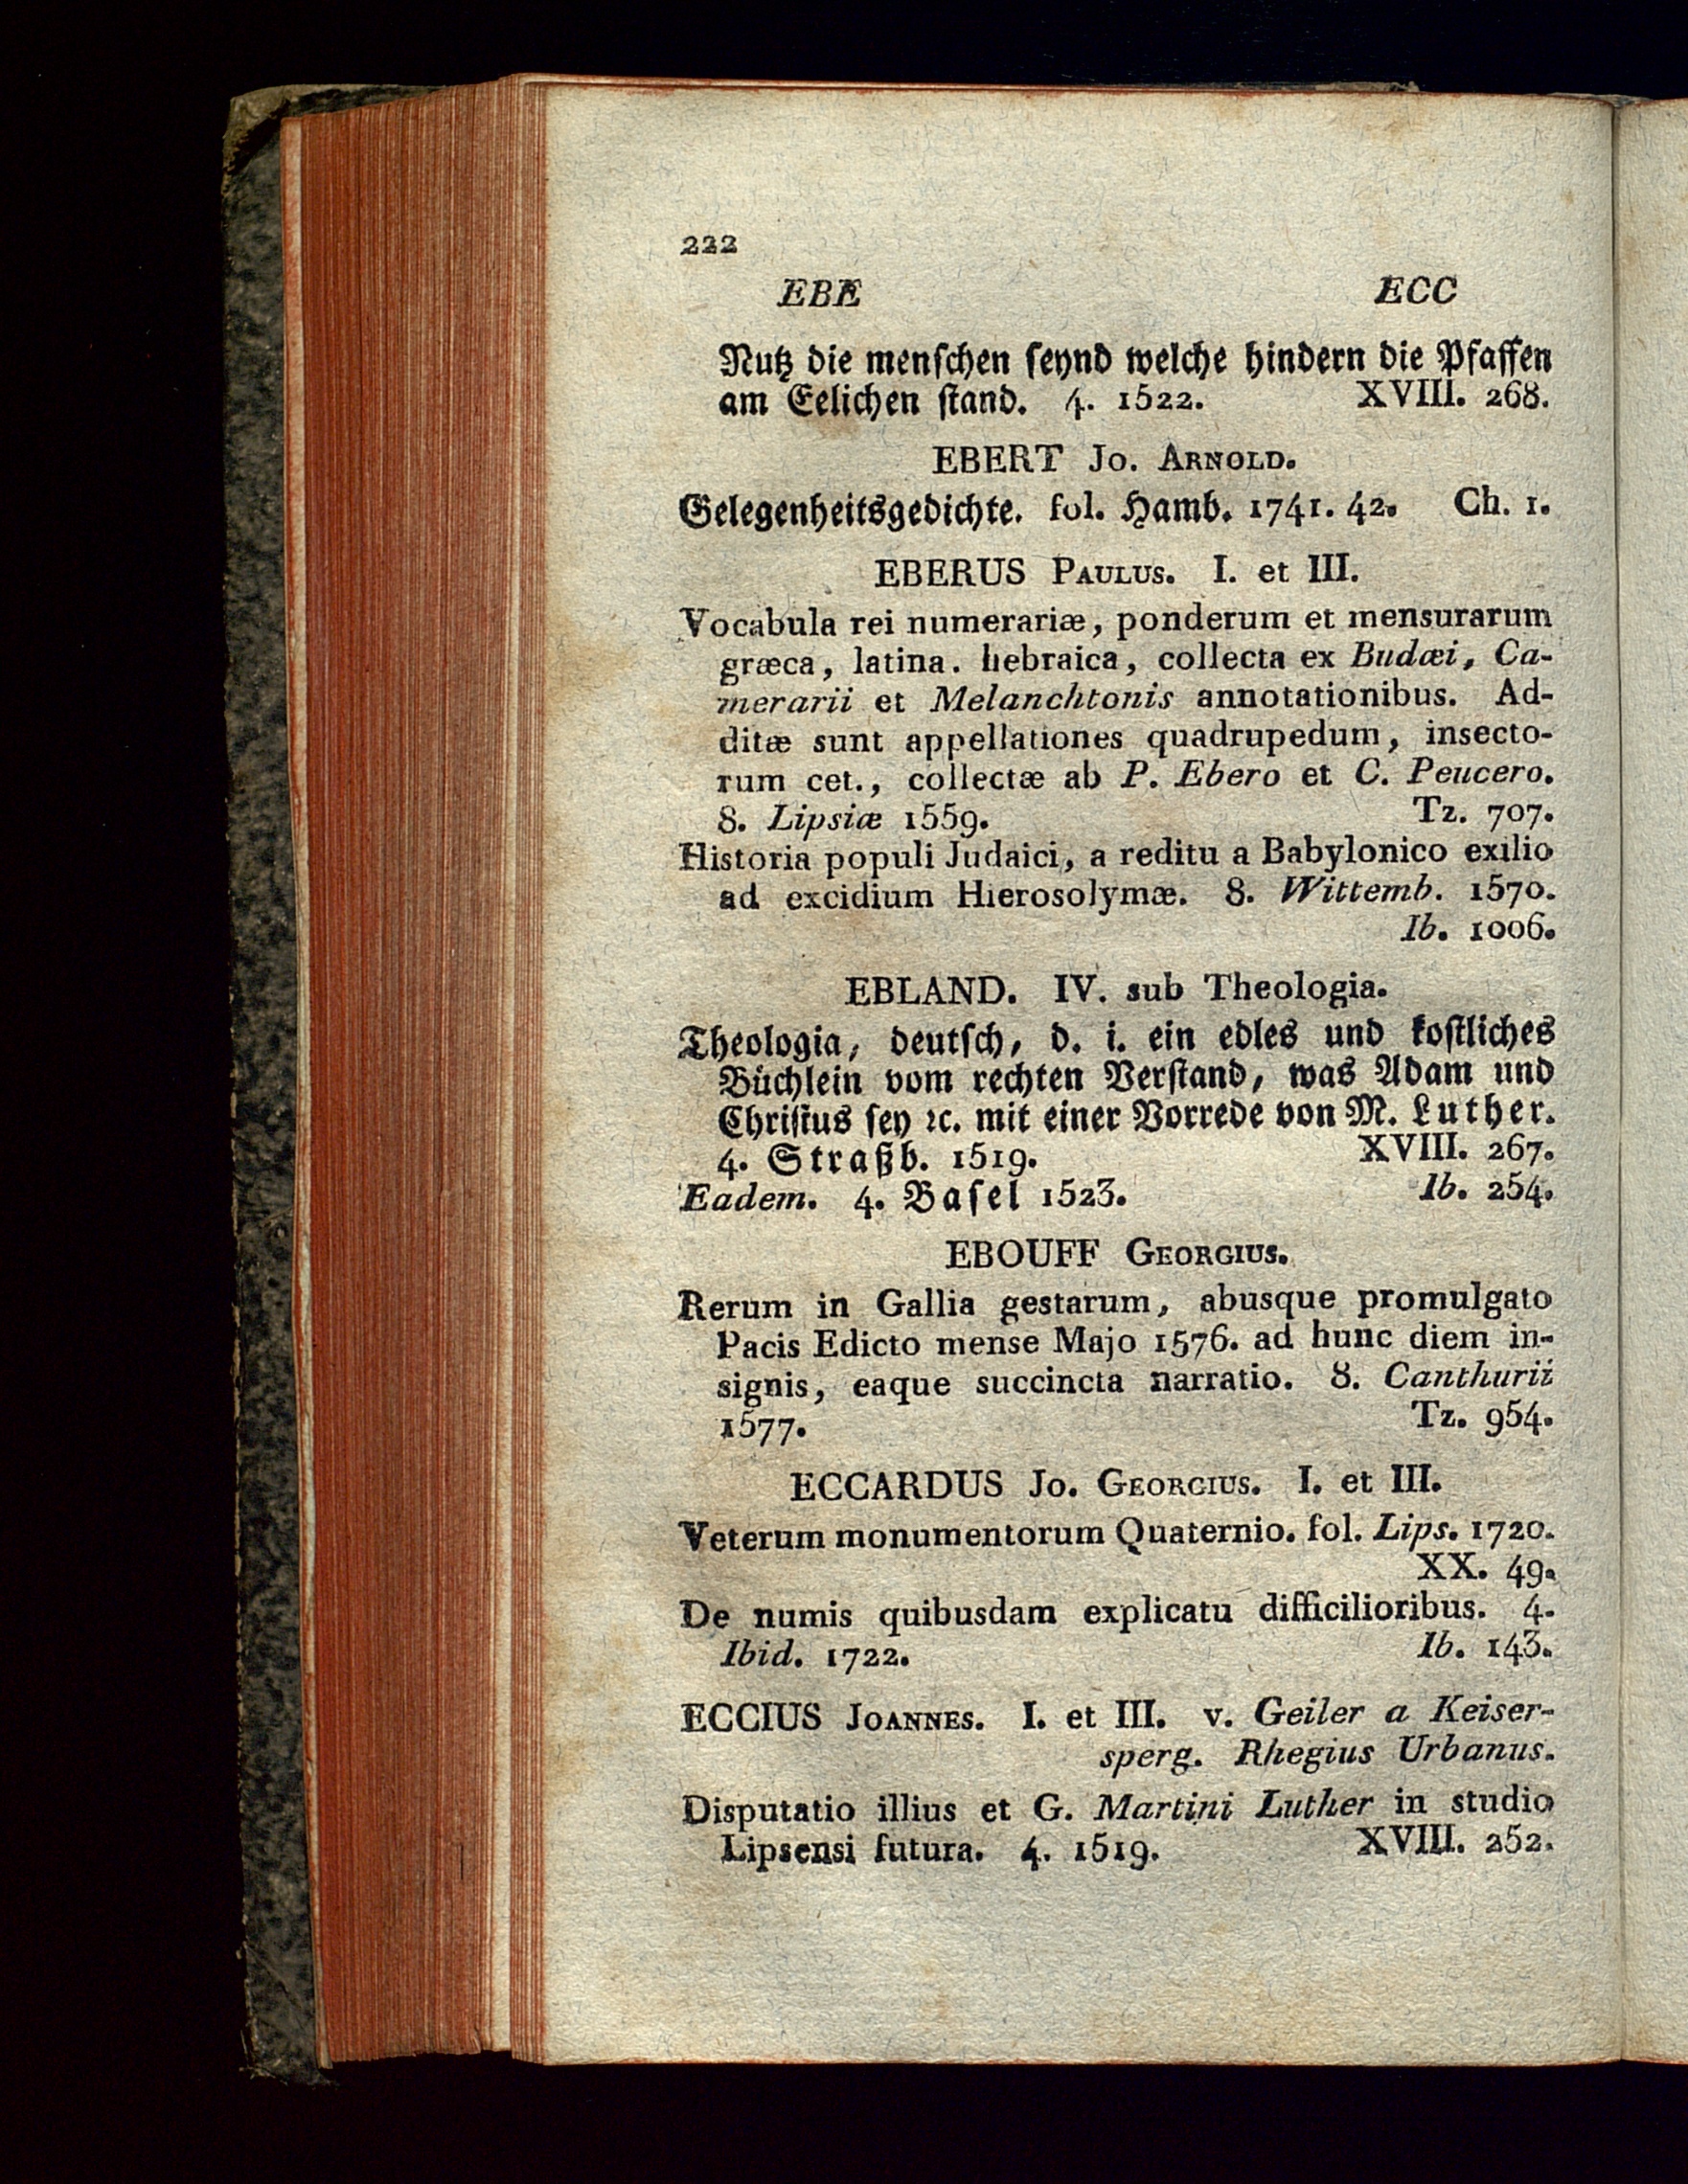 222
EBE ECC
Nutz die menschen seynd welche hindern die Pfaffen
am Eelichen stand. 4. 1522. XVIII. 268.
EBERT Jo. Arnold.
Gelegenheitsgedichte. fol. Hamb. 1741. 42. Ch. 1.
EBERUS Paulus. I. et III.
Vocabula rei numerariæ, ponderum et mensurarum
græca, latina. hebraica, collecta ex Budæi, Ca-
merarii et Melanchtonis annotationibus. Ad-
ditæ sunt appellationes quadrupedum, insecto-
rum cet., collectæ ab P. Ebero et C. Peucero.
8. Lipsiæ 1559. Tz. 707.
Historia populi Judaici, a reditu a Babylonico exilio
ad excidium Hierosolymæ. 8. Wittemb. 1570.
Ib. 1006.
EBLAND. IV. sub Theologia.
Theologia, deutsch, d. i. ein edles und kostliches
Büchlein vom rechten Verstand, was Adam und
Christus sey ꝛc. mit einer Vorrede von M. Luther.
4. Straßb. 1519. XVIII. 267.
Eadem. 4. Basel 1523. Ib. 254.
EBOUFF Georgius.
Rerum in Gallia gestarum, abusque promulgato
Pacis Edicto mense Majo 1576. ad hunc diem in-
signis, eaque succincta narratio. 8. Canthurii
1577. Tz. 954.
ECCARDUS Jo. Georgius. I. et III.
Veterum monumentorum Quaternio. fol. Lips. 1720.
XX. 49.
De numis quibusdam explicatu difficilioribus. 4.
Ibid. 1722. Ib. 143.
ECCIUS Joannes. I. et III. v. Geiler a Keiser-
sperg. Rhegius Urbanus.
Disputatio illius et G. Martini Luther in studio
Lipsensi futura. 4. 1519. XVIII. 252.